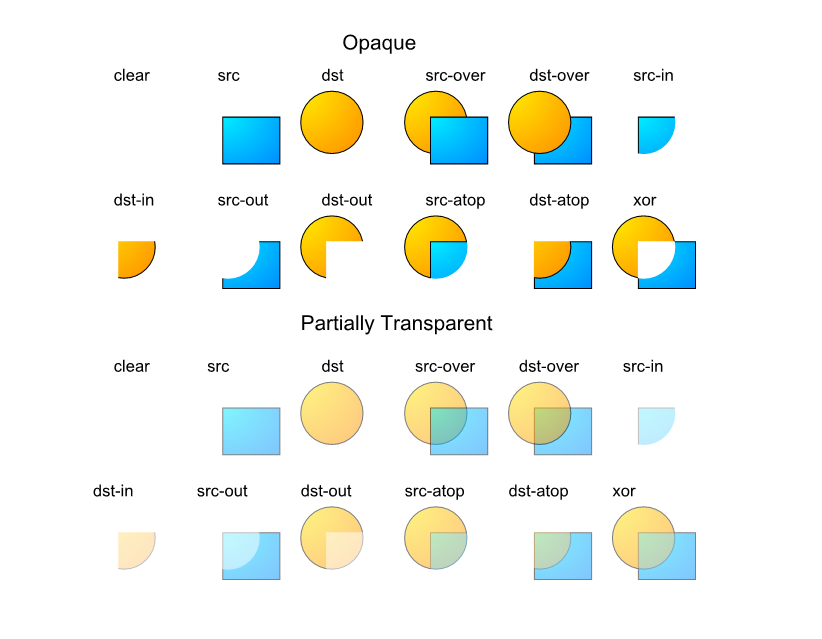 Opaque
clear src dst src-over dst-over src-in
dst-in src-out dst-out src-atop dst-atop xor
Partially Transparent
clear src dst src-over dst-over src-in
dst-in src-out dst-out src-atop dst-atop xor